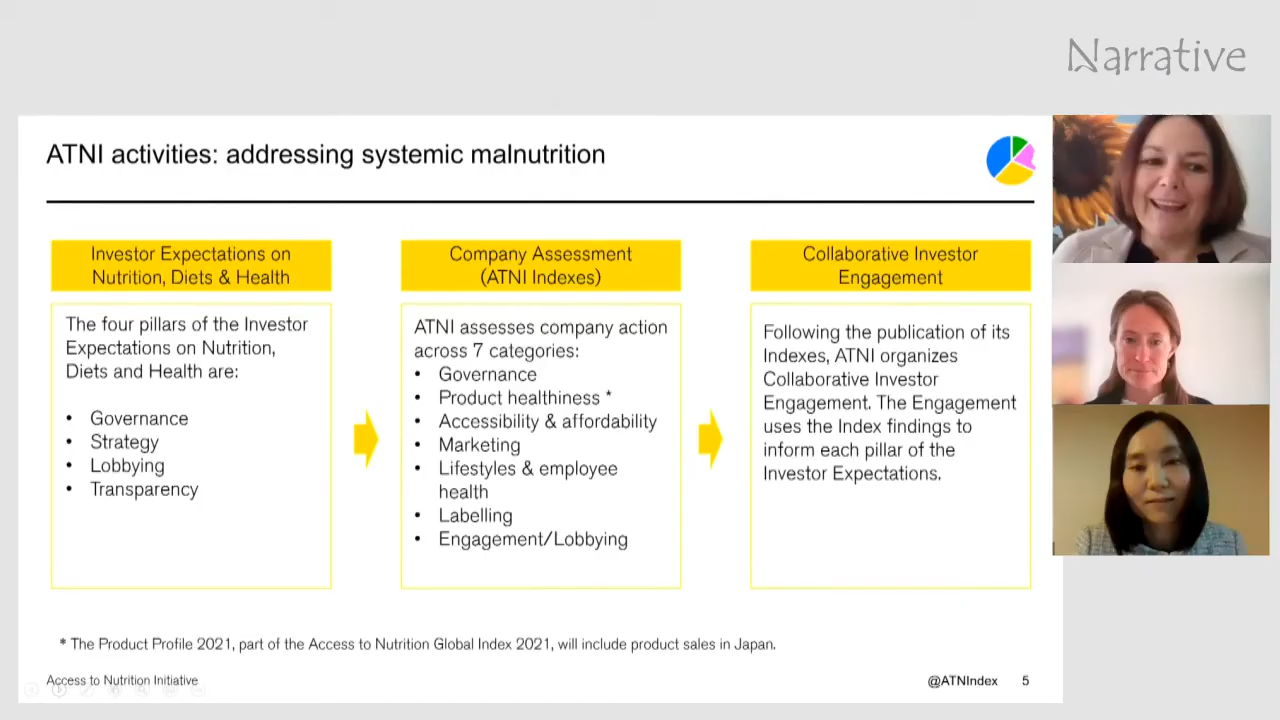 Narrative
ATNI activities: addressing systemic malnutrition
Investor Expectations on
Nutrition, Diets & Health
The four pillars of the Investor
Expectations on Nutrition,
Diets and Health are:
• Governance
• Strategy
• Lobbying
• Transparency
Company Assessment
(ATNI Indexes)
ATNI assesses company action
across 7 categories:
• Governance
• Product healthiness *
• Accessibility & affordability
• Marketing
• Lifestyles & employee
health
• Labelling
• Engagement/Lobbying
Collaborative Investor
Engagement
Following the publication of its
Indexes, ATNI organizes
Collaborative Investor
Engagement. The Engagement
uses the Index findings to
inform each pillar of the
Investor Expectations.
* The Product Profile 2021, part of the Access to Nutrition Global Index 2021, will include product sales in Japan.
Access to Nutrition Initiative
@ATNIndex 5